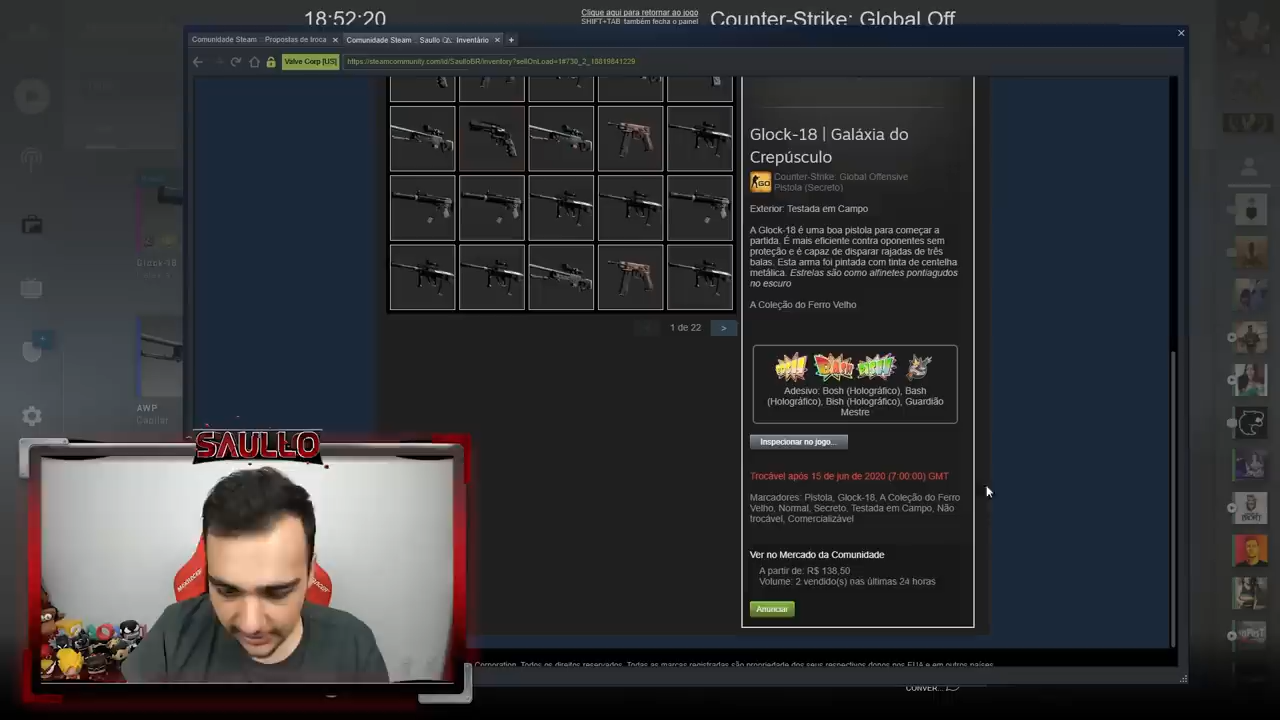 18:52:20
Clique aqui para retornar ao jogo
SHIFT+TAB também fecha o painel
Counter-Strike: Global Off
Comunidade Steam :: Propostas de troca
Comunidade Steam :: Saullo :: Inventário
Valve Corp [US]
https://steamcommunity.com/id/SaulloBR/inventory?sellOnLoad=1#730_2_18819841229
Glock-18 | Galáxia do
Crepúsculo
GO
Counter-Strike: Global Offensive
Pistola (Secreto)
Exterior: Testada em Campo
A Glock-18 é uma boa pistola para começar a
partida. É mais eficiente contra oponentes sem
proteção e é capaz de disparar rajadas de três
balas. Esta arma foi pintada com tinta de centelha
metálica. Estrelas são como alfinetes pontiagudos
no escuro
A Coleção do Ferro Velho
1 de 22
>
Adesivo: Bosh (Holográfico), Bash
(Holográfico), Bish (Holográfico), Guardião
Mestre
Inspecionar no jogo...
Trocável após 15 de jun de 2020 (7:00:00) GMT
Marcadores: Pistola, Glock-18, A Coleção do Ferro
Velho, Normal, Secreto, Testada em Campo, Não
trocável, Comercializável
Ver no Mercado da Comunidade
A partir de: R$ 138,50
Volume: 2 vendido(s) nas últimas 24 horas
Anunciar
Glock-18
AWP
Capilar
SAULLO
Corporation. Todos os direitos reservados. Todas as marcas registradas são propriedade dos seus respectivos donos nos EUA e em outros países.
CONVER...